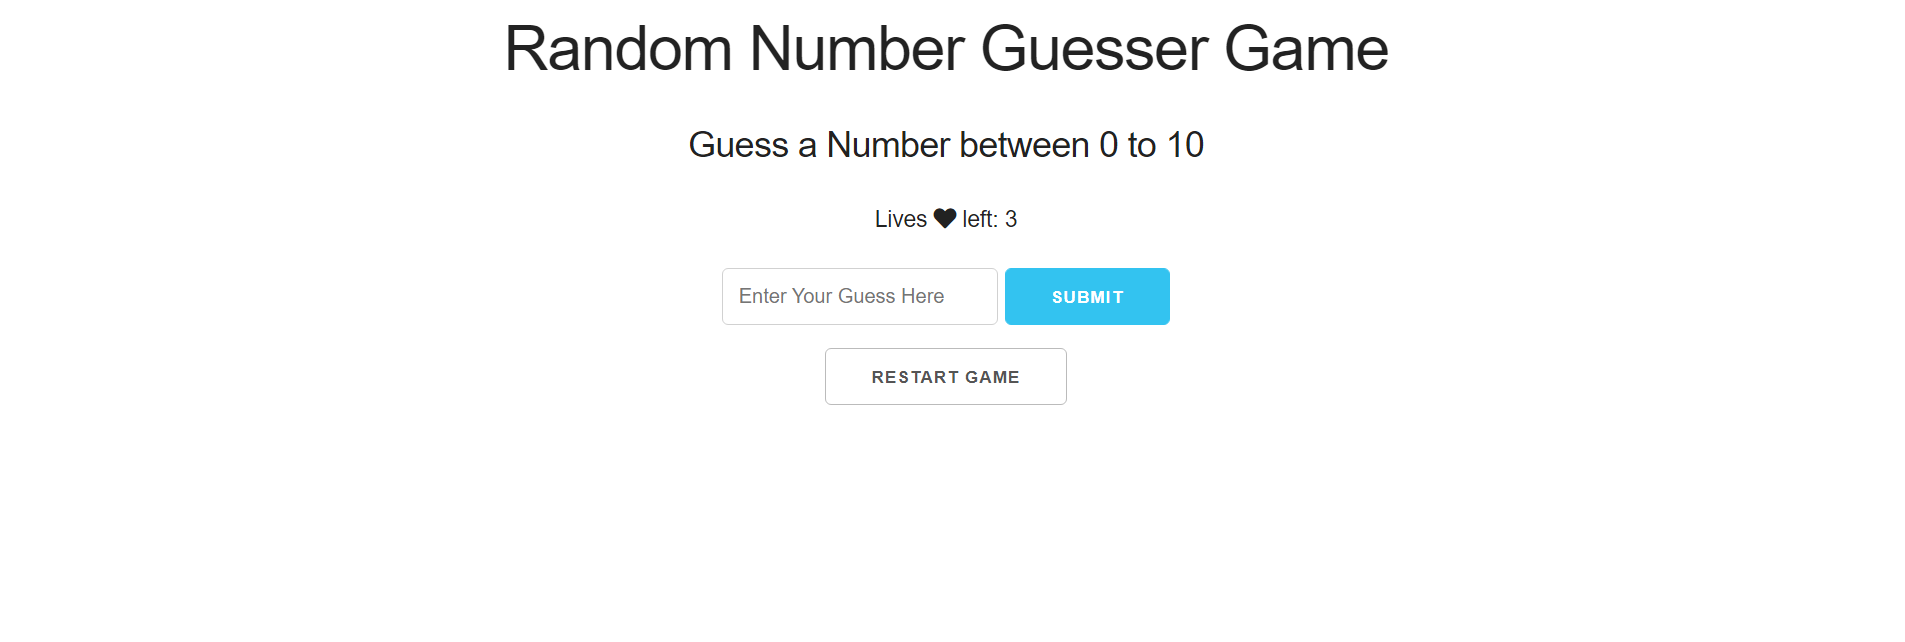 Random Number Guesser Game
Guess a Number between 0 to 10
Lives ♥ left: 3
Enter Your Guess Here SUBMIT
RESTART GAME